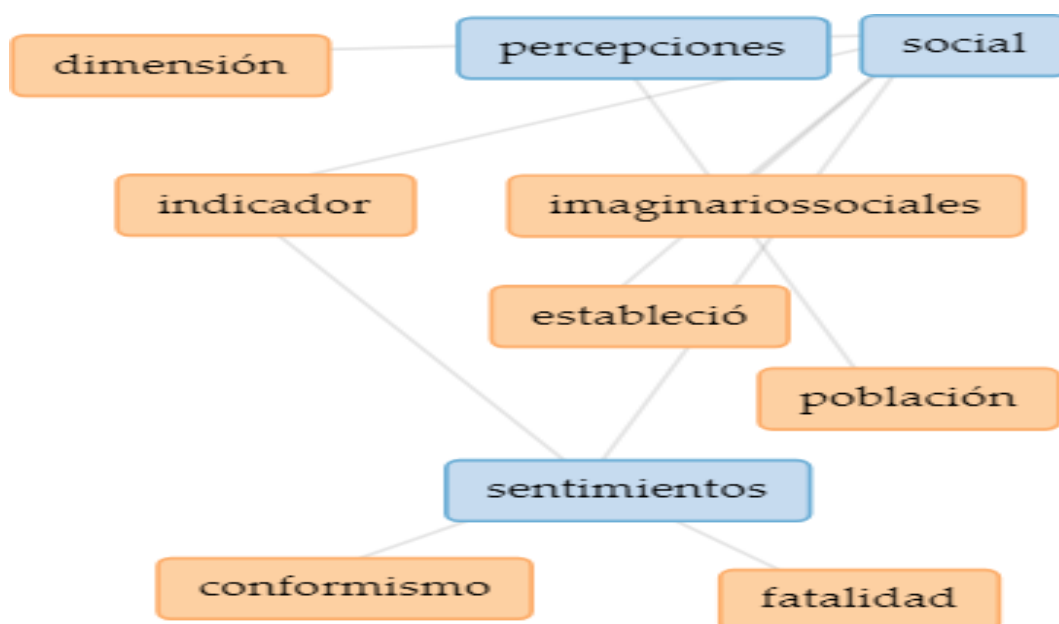 percepciones
social
dimensión
indicador
imaginariossociales
estableció
población
sentimientos
conformismo
fatalidad